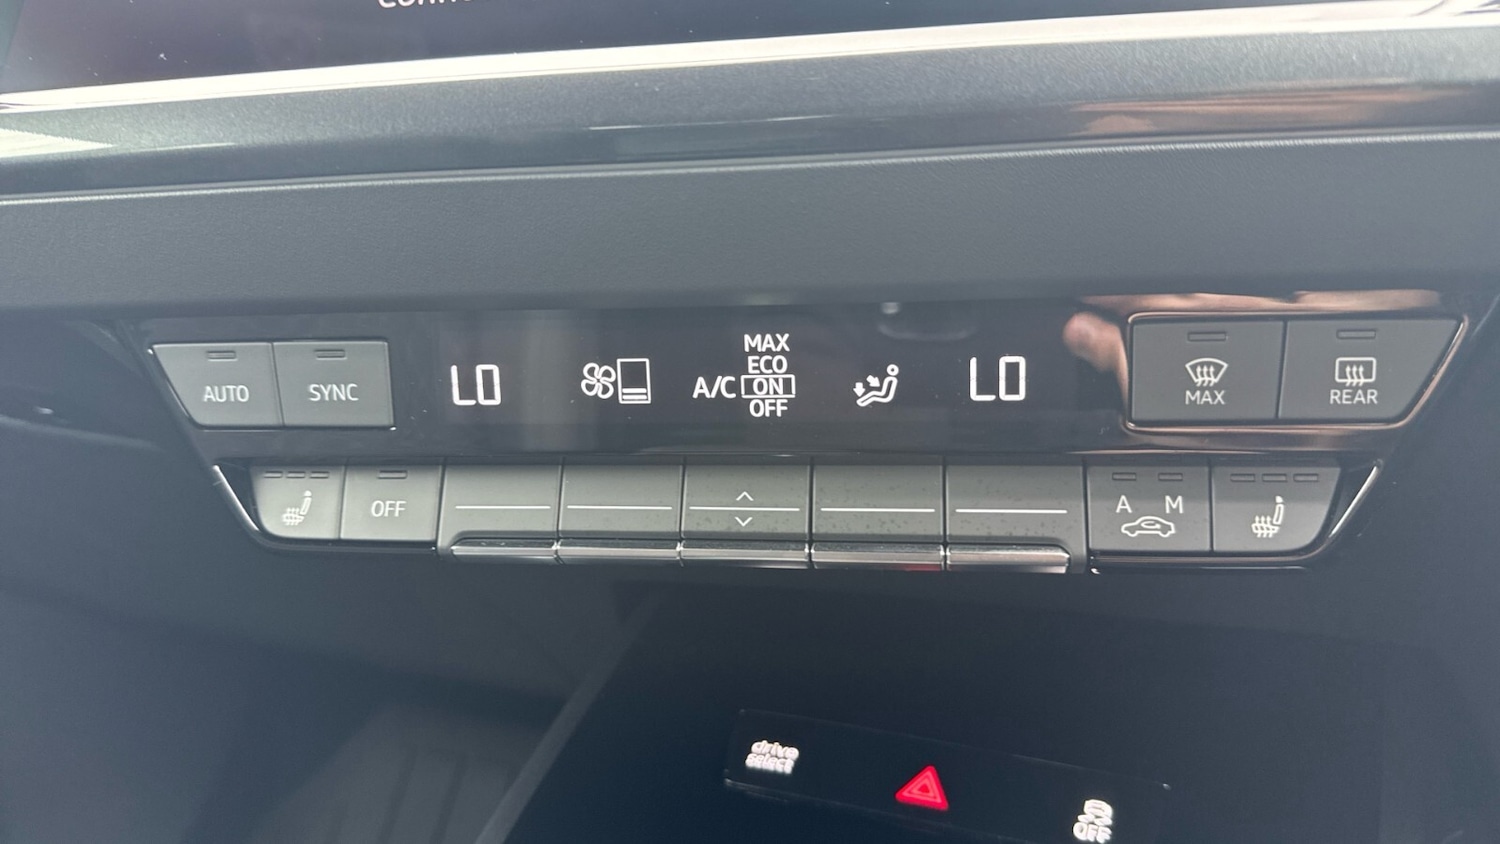 AUTO
SYNC
LO
A/C
MAX
ECO
ON
OFF
LO
MAX
REAR
OFF
A M
drive
select
OFF